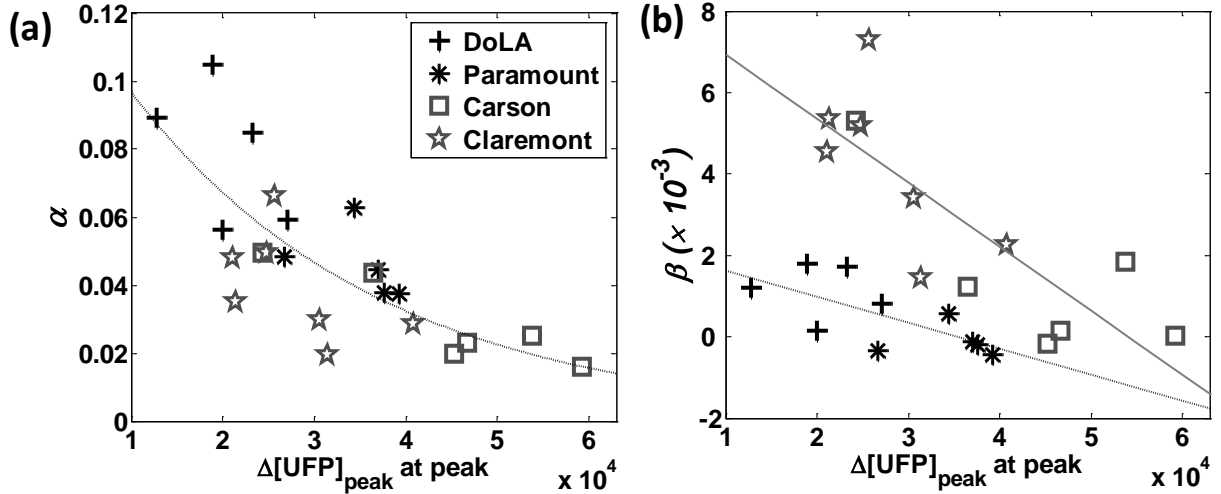 (a)
0.12
0.1
0.08
0.06
0.04
0.02
0
α
DoLA
Paramount
Carson
Claremont
1 2 3 4 5 6
Δ[UFP]peak at peak
x 10^4
(b)
8
6
4
2
0
-2
β (× 10^-3)
1 2 3 4 5 6
Δ[UFP]peak at peak
x 10^4